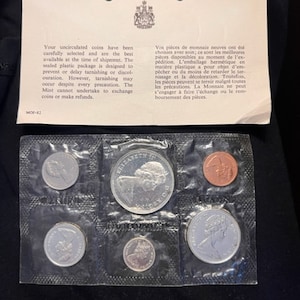 Your uncirculated coins have been
carefully selected and are the best
available at the time of shipment. The
sealed plastic package is designed to
prevent or delay tarnishing or discol-
oration. However, tarnishing may
occur despite every precaution. The
Mint cannot undertake to exchange
coins or make refunds.
Vos pièces de monnaie neuves ont été
choisies avec soin; ce sont les meilleures
pièces disponibles au moment de l'ex-
pédition. L'emballage hermétique en
matière plastique a pour objet d'em-
pêcher ou du moins de retarder le ter-
nissage et la décoloration. Toutefois,
les pièces peuvent se ternir malgré toutes
les précautions. La Monnaie ne peut
s'engager à faire l'échange ou le rem-
boursement des pièces.
ELIZABETH